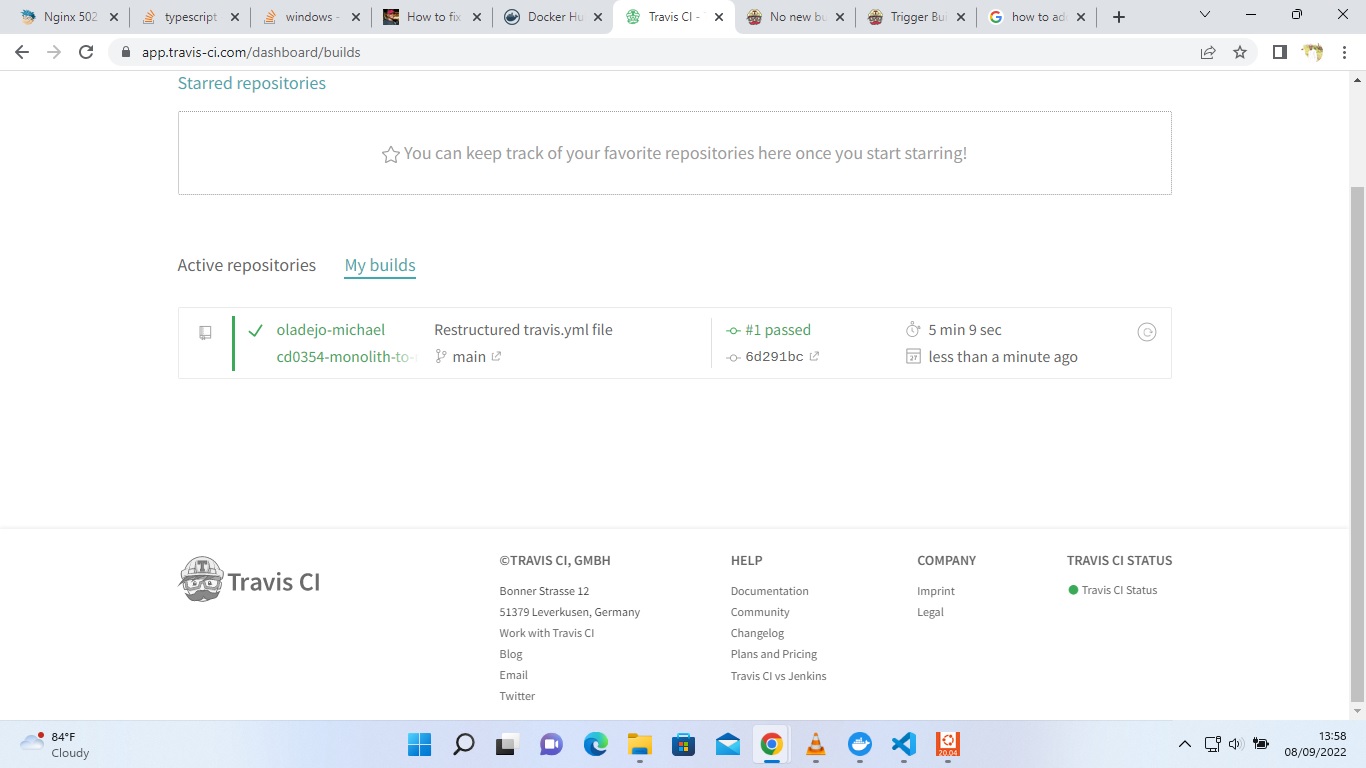 Nginx 502
typescript
windows -
How to fix
Docker Hu
Travis CI -
No new bu
Trigger Bui
how to ad
app.travis-ci.com/dashboard/builds
Starred repositories
You can keep track of your favorite repositories here once you start starring!
Active repositories
My builds
oladejo-michael
Restructured travis.yml file
#1 passed
5 min 9 sec
cd0354-monolith-to-
main
6d291bc
27
less than a minute ago
Travis CI
©TRAVIS CI, GMBH
Bonner Strasse 12
51379 Leverkusen, Germany
Work with Travis CI
Blog
Email
Twitter
HELP
Documentation
Community
Changelog
Plans and Pricing
Travis CI vs Jenkins
COMPANY
Imprint
Legal
TRAVIS CI STATUS
Travis CI Status
84°F
Cloudy
20.04
13:58
08/09/2022